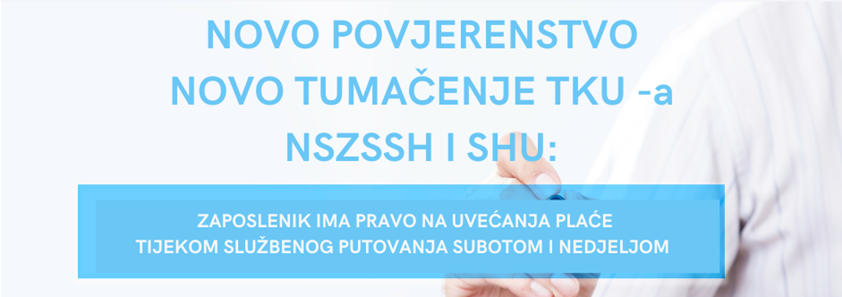 NOVO POVJERENSTVO
NOVO TUMAČENJE TKU -a
NSZSSH I SHU:
ZAPOSLENIK IMA PRAVO NA UVEĆANJA PLAĆE
TIJEKOM SLUŽBENOG PUTOVANJA SUBOTOM I NEDJELJOM